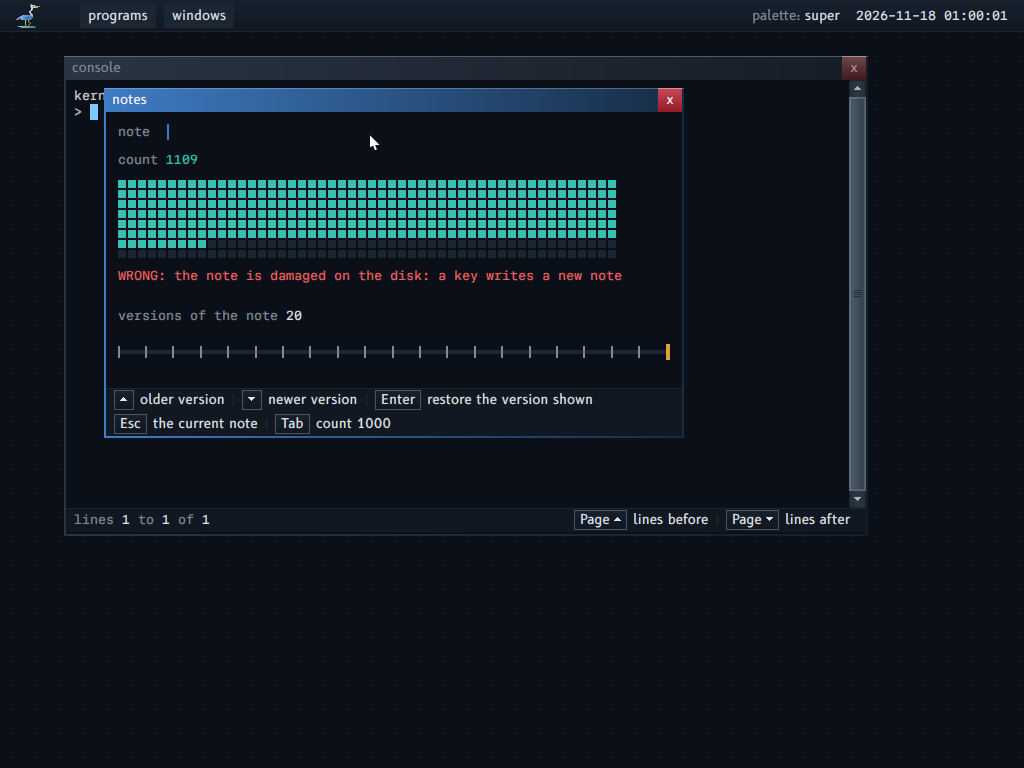 programs windows palette: super 2026-11-18 01:00:01
console x
kern
>
notes x
note
count 1109
WRONG: the note is damaged on the disk: a key writes a new note
versions of the note 20
older version newer version Enter restore the version shown
Esc the current note Tab count 1000
lines 1 to 1 of 1 Page lines before Page lines after